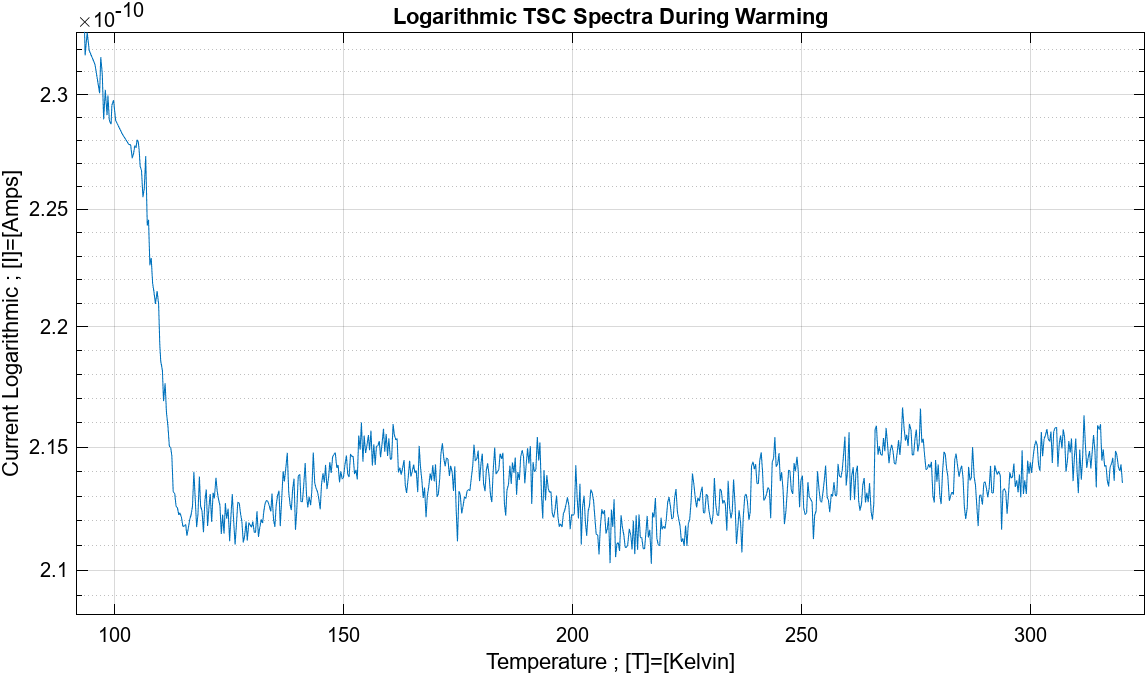 ×10-10
Logarithmic TSC Spectra During Warming
Current Logarithmic ; [I]=[Amps]
2.3
2.25
2.2
2.15
2.1
100 150 200 250 300
Temperature ; [T]=[Kelvin]